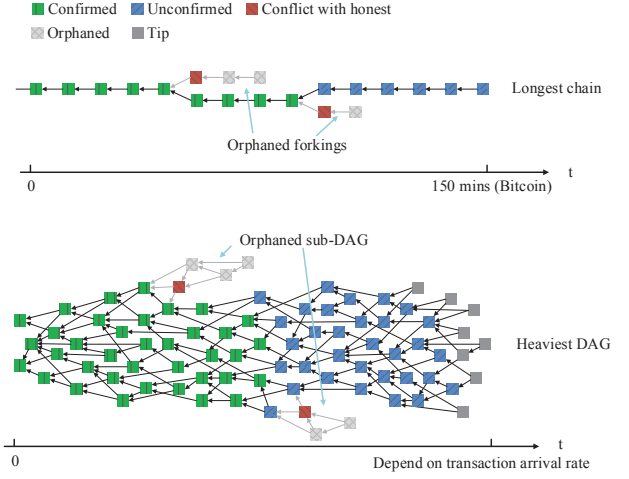 Confirmed Unconfirmed Conflict with honest
Orphaned Tip
Longest chain
Orphaned forkings
t
0 150 mins (Bitcoin)
Orphaned sub-DAG
Heaviest DAG
t
0 Depend on transaction arrival rate